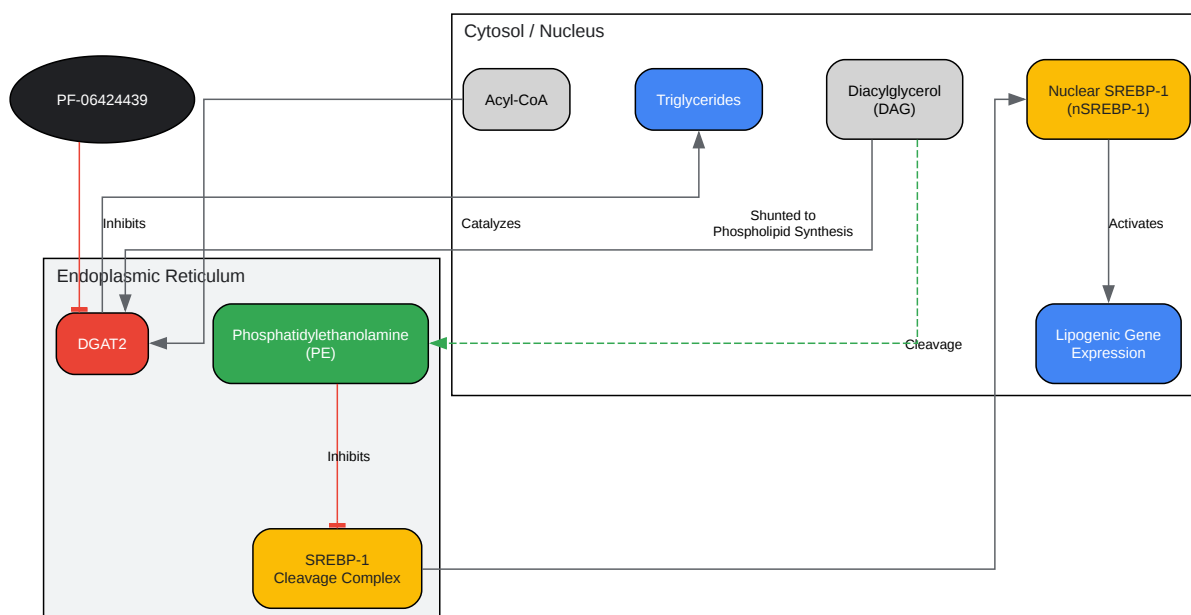 Cytosol / Nucleus
PF-06424439
Acyl-CoA
Triglycerides
Diacylglycerol
(DAG)
Nuclear SREBP-1
(nSREBP-1)
Inhibits
Catalyzes
Shunted to
Phospholipid Synthesis
Activates
Endoplasmic Reticulum
DGAT2
Phosphatidylethanolamine
(PE)
Cleavage
Lipogenic Gene
Expression
Inhibits
SREBP-1
Cleavage Complex